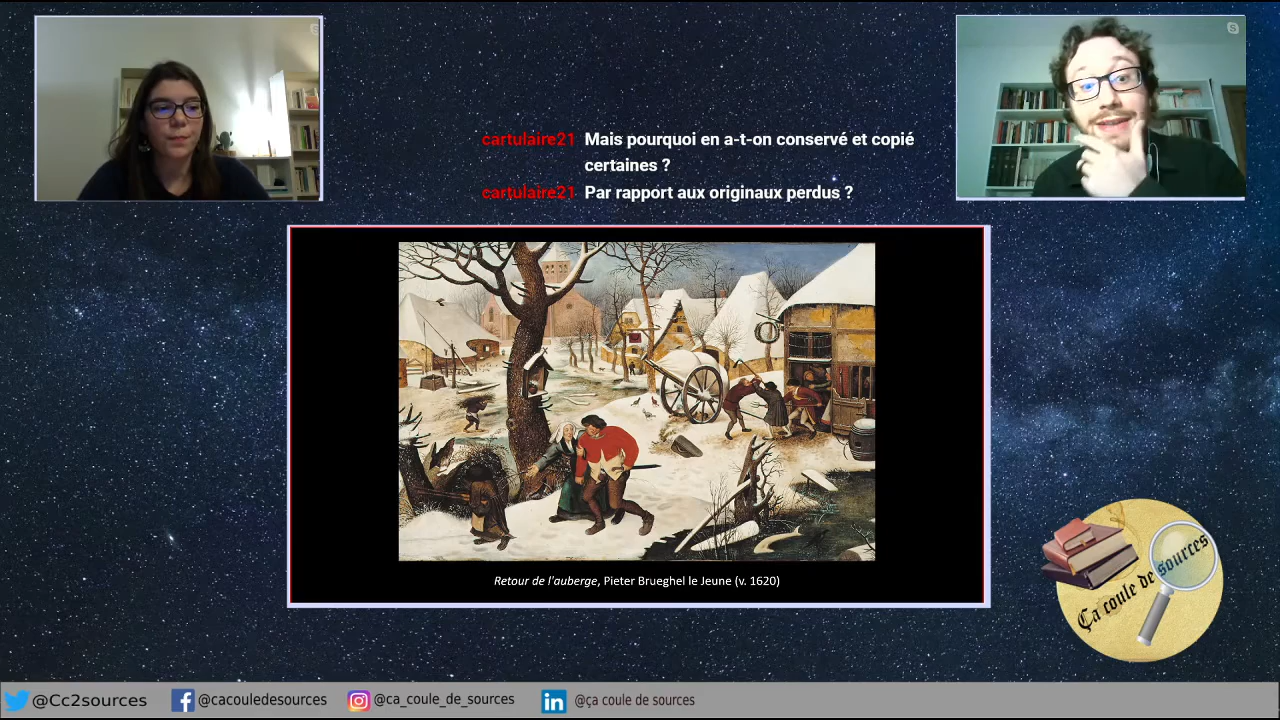 cartulaire21 Mais pourquoi en a-t-on conservé et copié
certaines ?
cartulaire21 Par rapport aux originaux perdus ?
Retour de l'auberge, Pieter Brueghel le Jeune (v. 1620)
Ça coule de sources
@Cc2sources @cacouledesources @ca_coule_de_sources @ça coule de sources